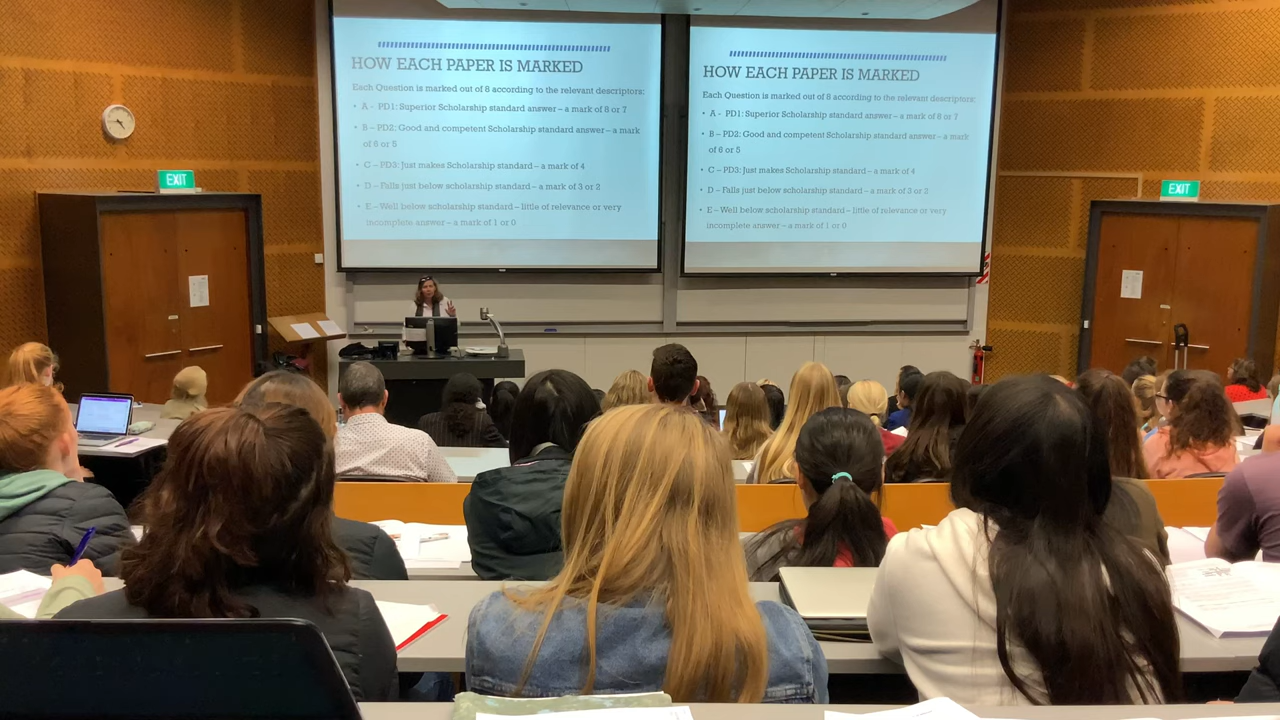 HOW EACH PAPER IS MARKED
Each Question is marked out of 8 according to the relevant descriptors:
• A – PD1: Superior Scholarship standard answer – a mark of 8 or 7
• B – PD2: Good and competent Scholarship standard answer – a mark
of 6 or 5
• C – PD3: Just makes Scholarship standard – a mark of 4
• D – Falls just below scholarship standard – a mark of 3 or 2
• E – Well below scholarship standard – little of relevance or very
incomplete answer – a mark of 1 or 0
HOW EACH PAPER IS MARKED
Each Question is marked out of 8 according to the relevant descriptors:
• A - PD1: Superior Scholarship standard answer – a mark of 8 or 7
• B – PD2: Good and competent Scholarship standard answer – a mark
of 6 or 5
• C – PD3: Just makes Scholarship standard – a mark of 4
• D – Falls just below scholarship standard – a mark of 3 or 2
• E – Well below scholarship standard – little of relevance or very
incomplete answer – a mark of 1 or 0
EXIT
EXIT